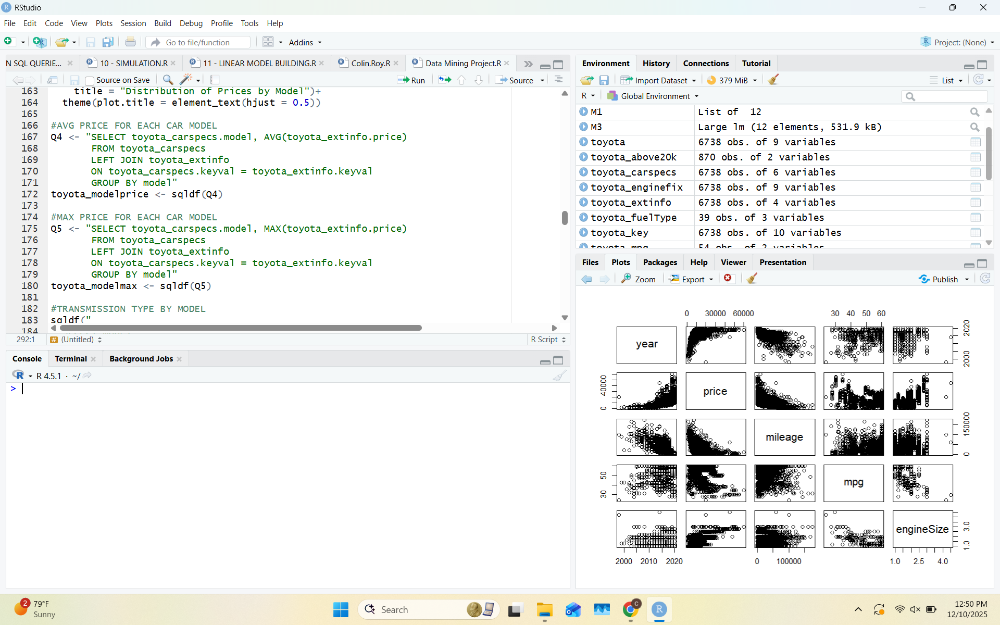 RStudio
File Edit Code View Plots Session Build Debug Profile Tools Help
Go to file/function Addins Project: (None)
N SQL QUERIE... 10 - SIMULATION.R 11 - LINEAR MODEL BUILDING.R Colin.Roy.R Data Mining Project.R
Source on Save Run Source
163 title = "Distribution of Prices by Model")+
164 theme(plot.title = element_text(hjust = 0.5))
165
166 #AVG PRICE FOR EACH CAR MODEL
167 Q4 <- "SELECT toyota_carspecs.model, AVG(toyota_extinfo.price)
168 FROM toyota_carspecs
169 LEFT JOIN toyota_extinfo
170 ON toyota_carspecs.keyval = toyota_extinfo.keyval
171 GROUP BY model"
172 toyota_modelprice <- sqldf(Q4)
173
174 #MAX PRICE FOR EACH CAR MODEL
175 Q5 <- "SELECT toyota_carspecs.model, MAX(toyota_extinfo.price)
176 FROM toyota_carspecs
177 LEFT JOIN toyota_extinfo
178 ON toyota_carspecs.keyval = toyota_extinfo.keyval
179 GROUP BY model"
180 toyota_modelmax <- sqldf(Q5)
181
182 #TRANSMISSION TYPE BY MODEL
183 sqldf("
184
292:1 # (Untitled) R Script
Console Terminal Background Jobs
R 4.5.1 · ~/
>
Environment History Connections Tutorial
Import Dataset 379 MiB List
R Global Environment
M1 List of 12
M3 Large lm (12 elements, 531.9 kB)
toyota 6738 obs. of 9 variables
toyota_above20k 870 obs. of 2 variables
toyota_carspecs 6738 obs. of 6 variables
toyota_enginefix 6738 obs. of 9 variables
toyota_extinfo 6738 obs. of 4 variables
toyota_fuelType 39 obs. of 3 variables
toyota_key 6738 obs. of 10 variables
toyota_mpg 54 obs. of 2 variables
Files Plots Packages Help Viewer Presentation
Zoom Export Publish
0 30000 60000 30 40 50 60
year 2000 2020
0 40000 price
mileage 0 150000
30 50 mpg
engineSize 1.0 3.0
2000 2010 2020 0 100000 1.0 2.5 4.0
2 79°F
Sunny
Search
C
12:50 PM
12/10/2025